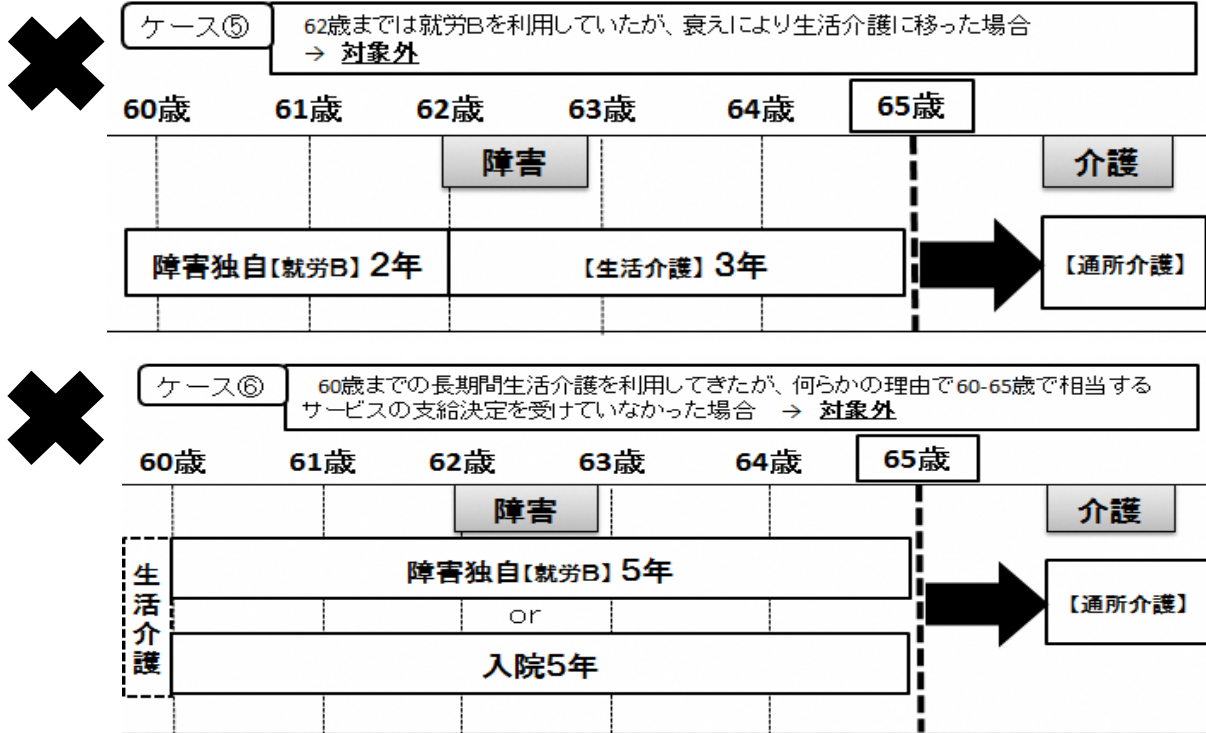 ケース⑤
62歳までは就労Bを利用していたが、衰えにより生活介護に移った場合
→ 対象外
60歳 61歳 62歳 63歳 64歳 65歳
障害 介護
障害独自【就労B】2年 【生活介護】3年 【通所介護】
ケース⑥
60歳までの長期間生活介護を利用してきたが、何らかの理由で60-65歳で相当する
サービスの支給決定を受けていなかった場合 → 対象外
60歳 61歳 62歳 63歳 64歳 65歳
障害 介護
生活介護
障害独自【就労B】5年
or
入院5年
【通所介護】